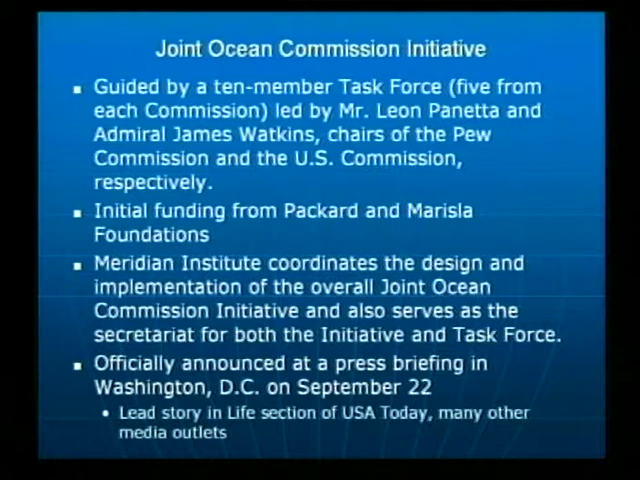 Joint Ocean Commission Initiative
▪ Guided by a ten-member Task Force (five from
each Commission) led by Mr. Leon Panetta and
Admiral James Watkins, chairs of the Pew
Commission and the U.S. Commission,
respectively.
▪ Initial funding from Packard and Marisla
Foundations
▪ Meridian Institute coordinates the design and
implementation of the overall Joint Ocean
Commission Initiative and also serves as the
secretariat for both the Initiative and Task Force.
▪ Officially announced at a press briefing in
Washington, D.C. on September 22
• Lead story in Life section of USA Today, many other
media outlets